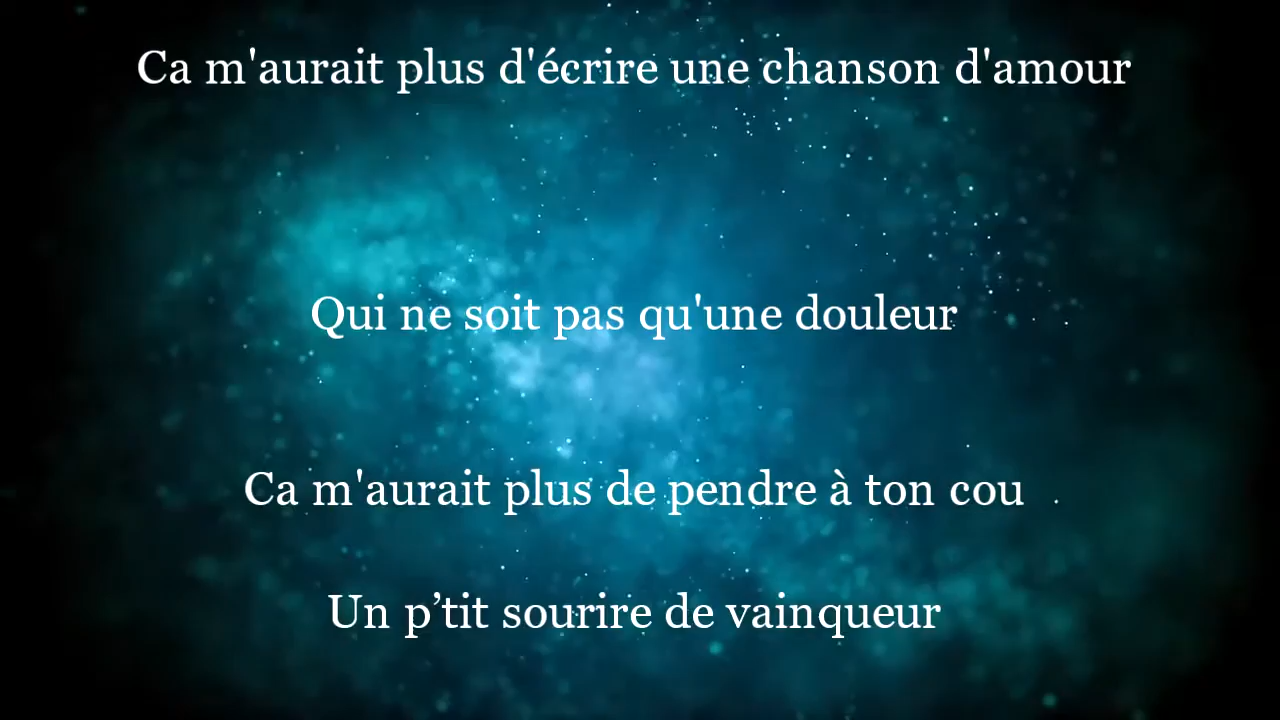 Ca m'aurait plus d'écrire une chanson d'amour
Qui ne soit pas qu'une douleur
Ca m'aurait plus de pendre à ton cou
Un p’tit sourire de vainqueur